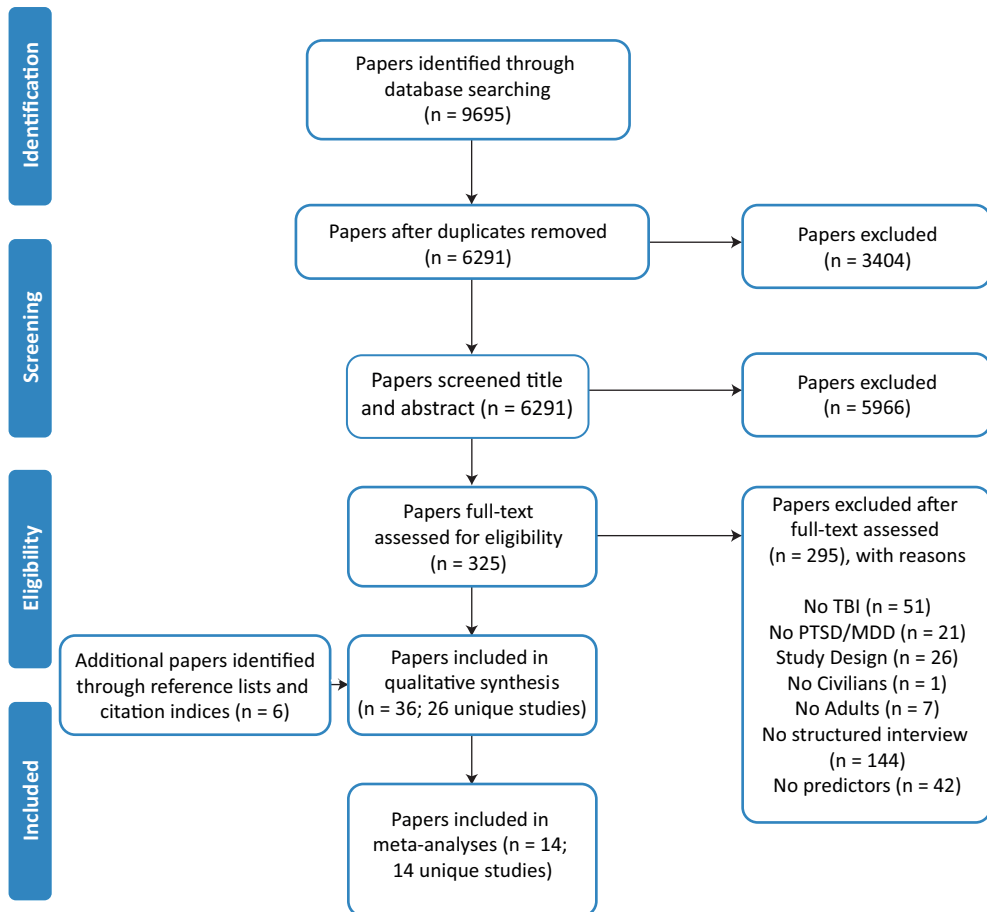 Identification
Papers identified through
database searching
(n = 9695)
Papers after duplicates removed
(n = 6291)
Papers excluded
(n = 3404)
Screening
Papers screened title
and abstract (n = 6291)
Papers excluded
(n = 5966)
Eligibility
Papers full-text
assessed for eligibility
(n = 325)
Papers excluded after
full-text assessed
(n = 295), with reasons
No TBI (n = 51)
No PTSD/MDD (n = 21)
Study Design (n = 26)
No Civilians (n = 1)
No Adults (n = 7)
No structured interview
(n = 144)
No predictors (n = 42)
Additional papers identified
through reference lists and
citation indices (n = 6)
Papers included in
qualitative synthesis
(n = 36; 26 unique studies)
Included
Papers included in
meta-analyses (n = 14;
14 unique studies)